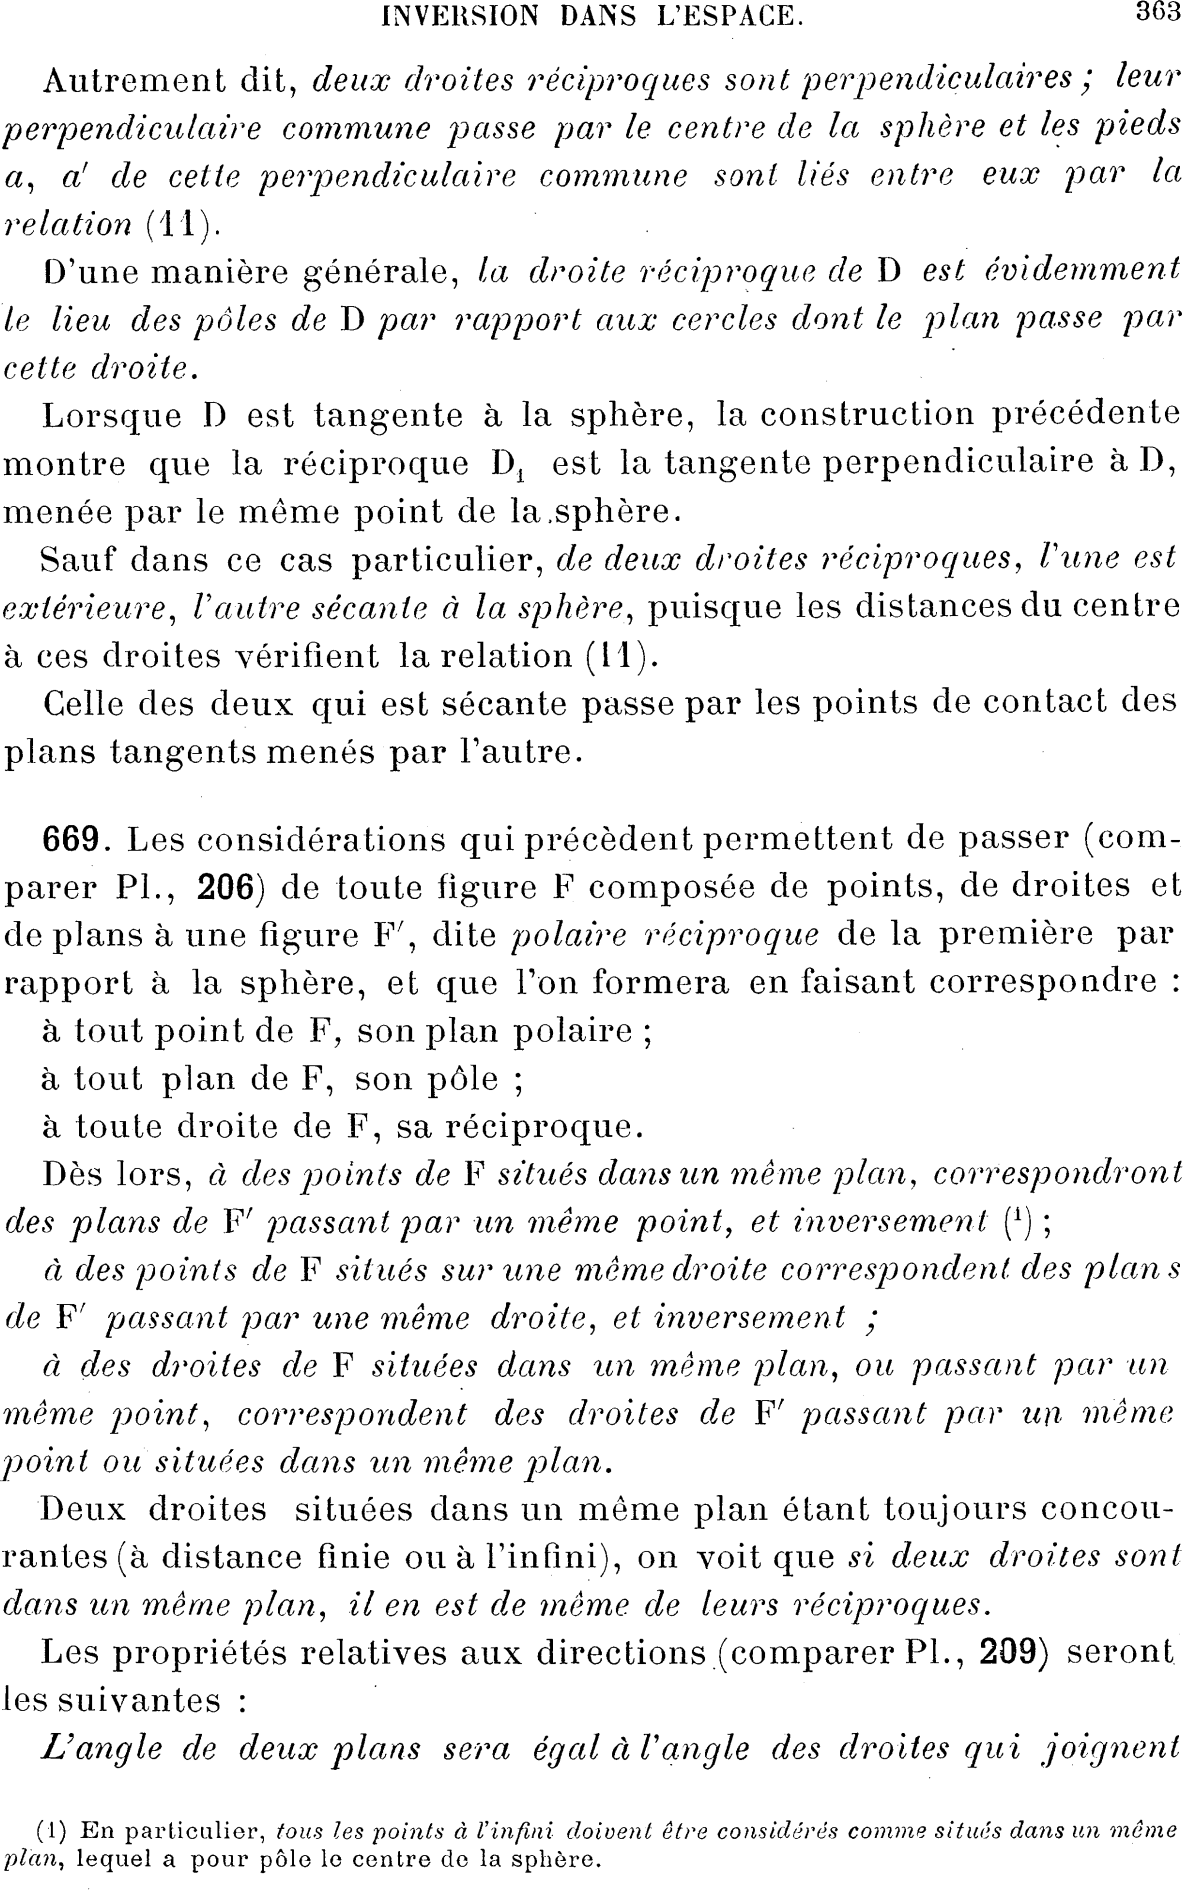 INVERSION DANS L'ESPACE. 363
Autrement dit, deux droites réciproques sont perpendiculaires ; leur
perpendiculaire commune passe par le centre de la sphère et les pieds
a, a' de cette perpendiculaire commune sont liés entre eux par la
relation (11).
D'une manière générale, la droite réciproque de D est évidemment
le lieu des pôles de D par rapport aux cercles dont le plan passe par
cette droite.
Lorsque D est tangente à la sphère, la construction précédente
montre que la réciproque D₁ est la tangente perpendiculaire à D,
menée par le même point de la sphère.
Sauf dans ce cas particulier, de deux droites réciproques, l'une est
extérieure, l'autre sécante à la sphère, puisque les distances du centre
à ces droites vérifient la relation (11).
Celle des deux qui est sécante passe par les points de contact des
plans tangents menés par l'autre.
669. Les considérations qui précèdent permettent de passer (com-
parer Pl., 206) de toute figure F composée de points, de droites et
de plans à une figure F', dite polaire réciproque de la première par
rapport à la sphère, et que l'on formera en faisant correspondre :
à tout point de F, son plan polaire ;
à tout plan de F, son pôle ;
à toute droite de F, sa réciproque.
Dès lors, à des points de F situés dans un même plan, correspondront
des plans de F' passant par un même point, et inversement (¹) ;
à des points de F situés sur une même droite correspondent des plans
de F' passant par une même droite, et inversement ;
à des droites de F situées dans un même plan, ou passant par un
même point, correspondent des droites de F' passant par un même
point ou situées dans un même plan.
Deux droites situées dans un même plan étant toujours concou-
rantes (à distance finie ou à l'infini), on voit que si deux droites sont
dans un même plan, il en est de même de leurs réciproques.
Les propriétés relatives aux directions (comparer Pl., 209) seront
les suivantes :
L'angle de deux plans sera égal à l'angle des droites qui joignent
(1) En particulier, tous les points à l'infini doivent être considérés comme situés dans un même
plan, lequel a pour pôle le centre de la sphère.